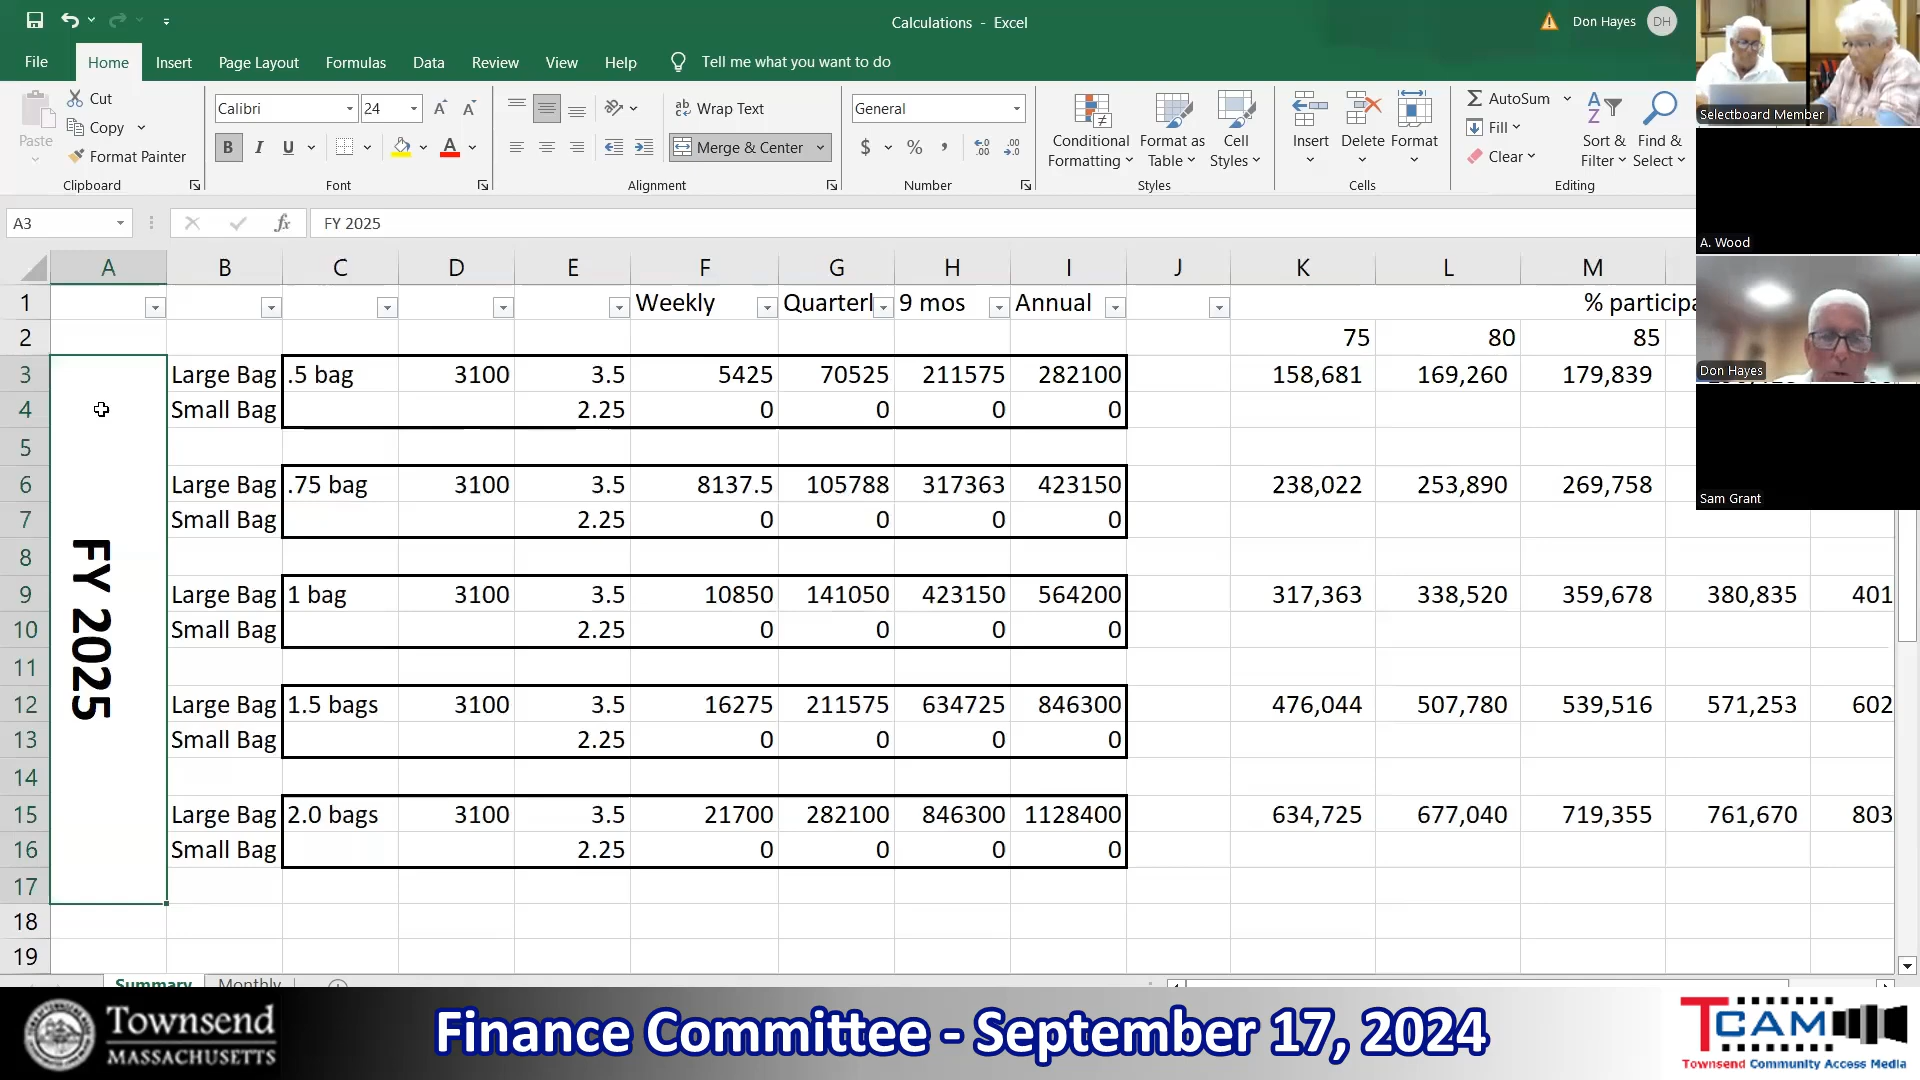 Calculations - Excel
Don Hayes DH
File Home Insert Page Layout Formulas Data Review View Help Tell me what you want to do
Paste Cut Copy Format Painter Clipboard
Calibri 24 Font
Wrap Text Merge & Center Alignment
General Number
Conditional Formatting Format as Table Cell Styles Styles
Insert Delete Format Cells
AutoSum Fill Clear Sort & Filter Find & Select Editing
A3 fx FY 2025
A B C D E F G H I J K L M
1 Weekly Quarterl 9 mos Annual % participa
2 75 80 85
3 Large Bag .5 bag 3100 3.5 5425 70525 211575 282100 158,681 169,260 179,839
4 Small Bag 2.25 0 0 0 0
5
6 Large Bag .75 bag 3100 3.5 8137.5 105788 317363 423150 238,022 253,890 269,758
7 Small Bag 2.25 0 0 0 0
8
9 Large Bag 1 bag 3100 3.5 10850 141050 423150 564200 317,363 338,520 359,678 380,835 401
10 Small Bag 2.25 0 0 0 0
11
12 Large Bag 1.5 bags 3100 3.5 16275 211575 634725 846300 476,044 507,780 539,516 571,253 602
13 Small Bag 2.25 0 0 0 0
14
15 Large Bag 2.0 bags 3100 3.5 21700 282100 846300 1128400 634,725 677,040 719,355 761,670 803
16 Small Bag 2.25 0 0 0 0
17
18
19
FY 2025
Summary Monthly
Selectboard Member
A. Wood
Don Hayes
Sam Grant
Townsend
MASSACHUSETTS
Finance Committee - September 17, 2024
TCAM
Townsend Community Access Media